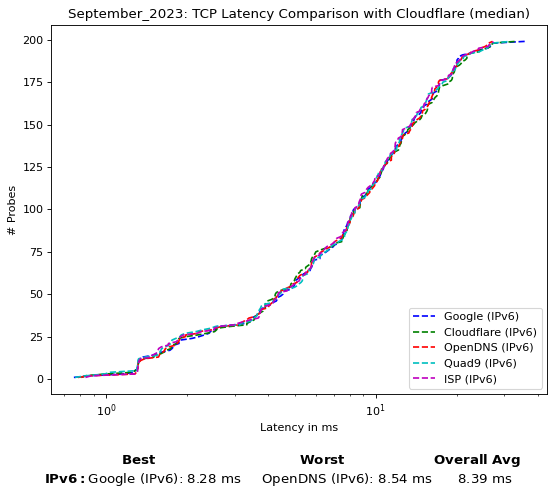 September_2023: TCP Latency Comparison with Cloudflare (median)
200
175
150
125
100
75
50
25
0
# Probes
10^0 10^1
Latency in ms
Google (IPv6)
Cloudflare (IPv6)
OpenDNS (IPv6)
Quad9 (IPv6)
ISP (IPv6)
Best Worst Overall Avg
IPv6: Google (IPv6): 8.28 ms OpenDNS (IPv6): 8.54 ms 8.39 ms